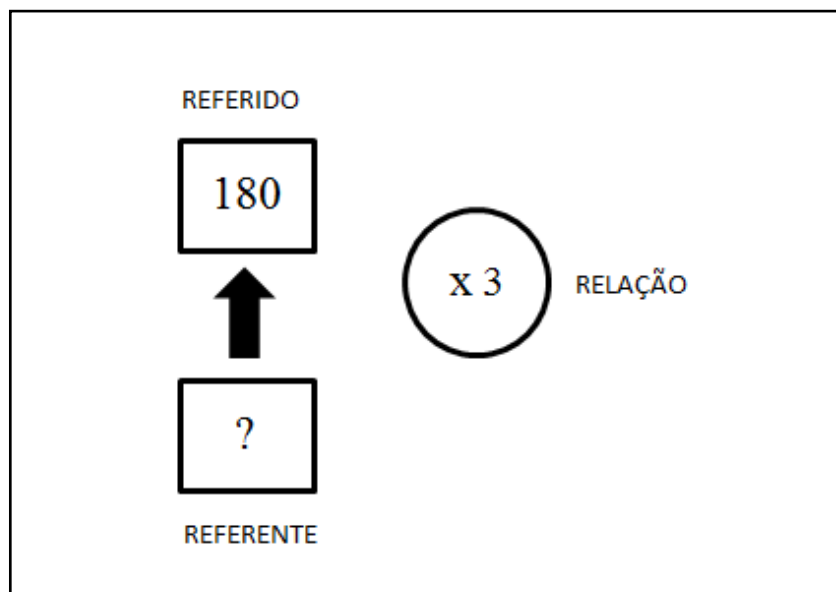 REFERIDO
180
x 3
RELAÇÃO
?
REFERENTE